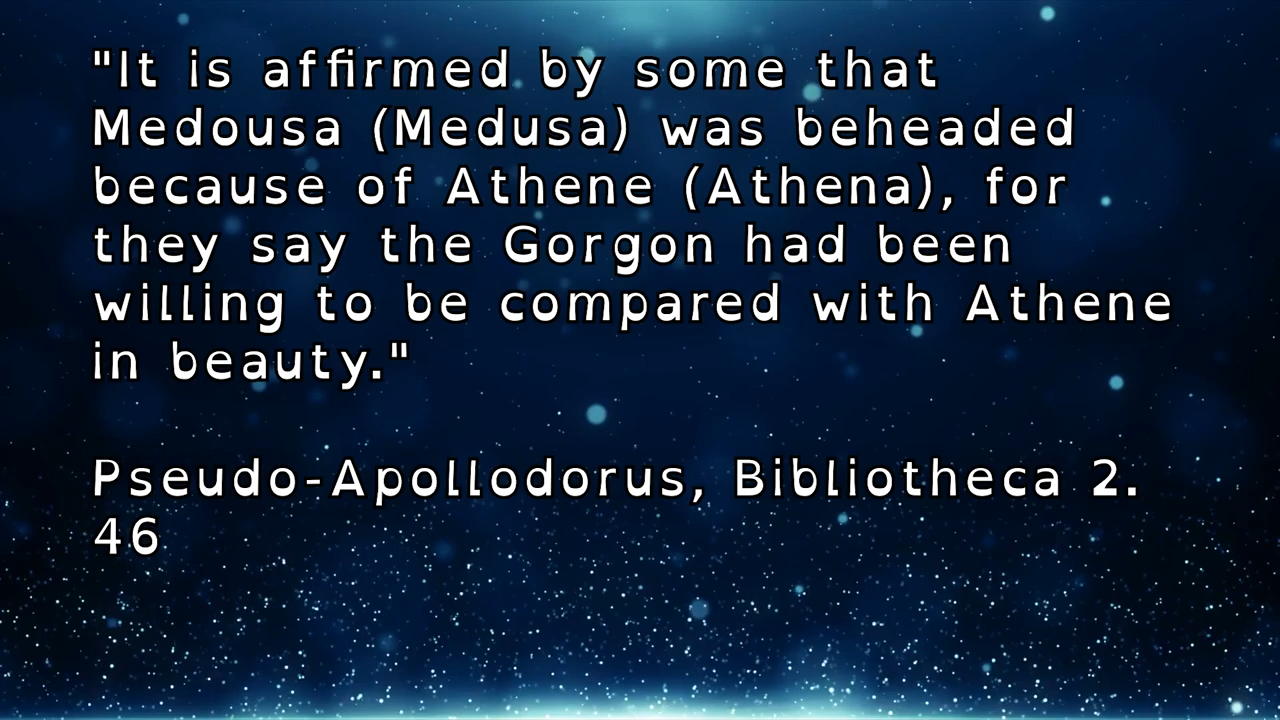 "It is affirmed by some that
Medousa (Medusa) was beheaded
because of Athene (Athena), for
they say the Gorgon had been
willing to be compared with Athene
in beauty."
Pseudo-Apollodorus, Bibliotheca 2.
46